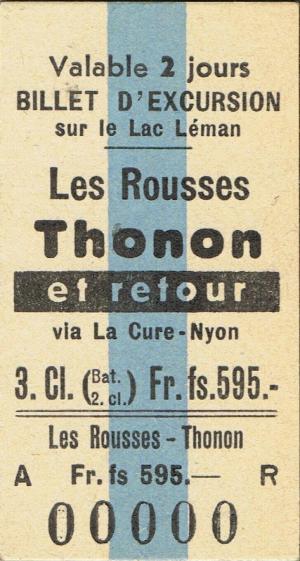 Valable 2 jours
BILLET D'EXCURSION
sur le Lac Léman
Les Rousses
Thonon
et retour
via La Cure-Nyon
3. Cl. (Bat. 2. cl.) Fr. fs. 595.-
Les Rousses - Thonon
A Fr. fs 595.— R
00000